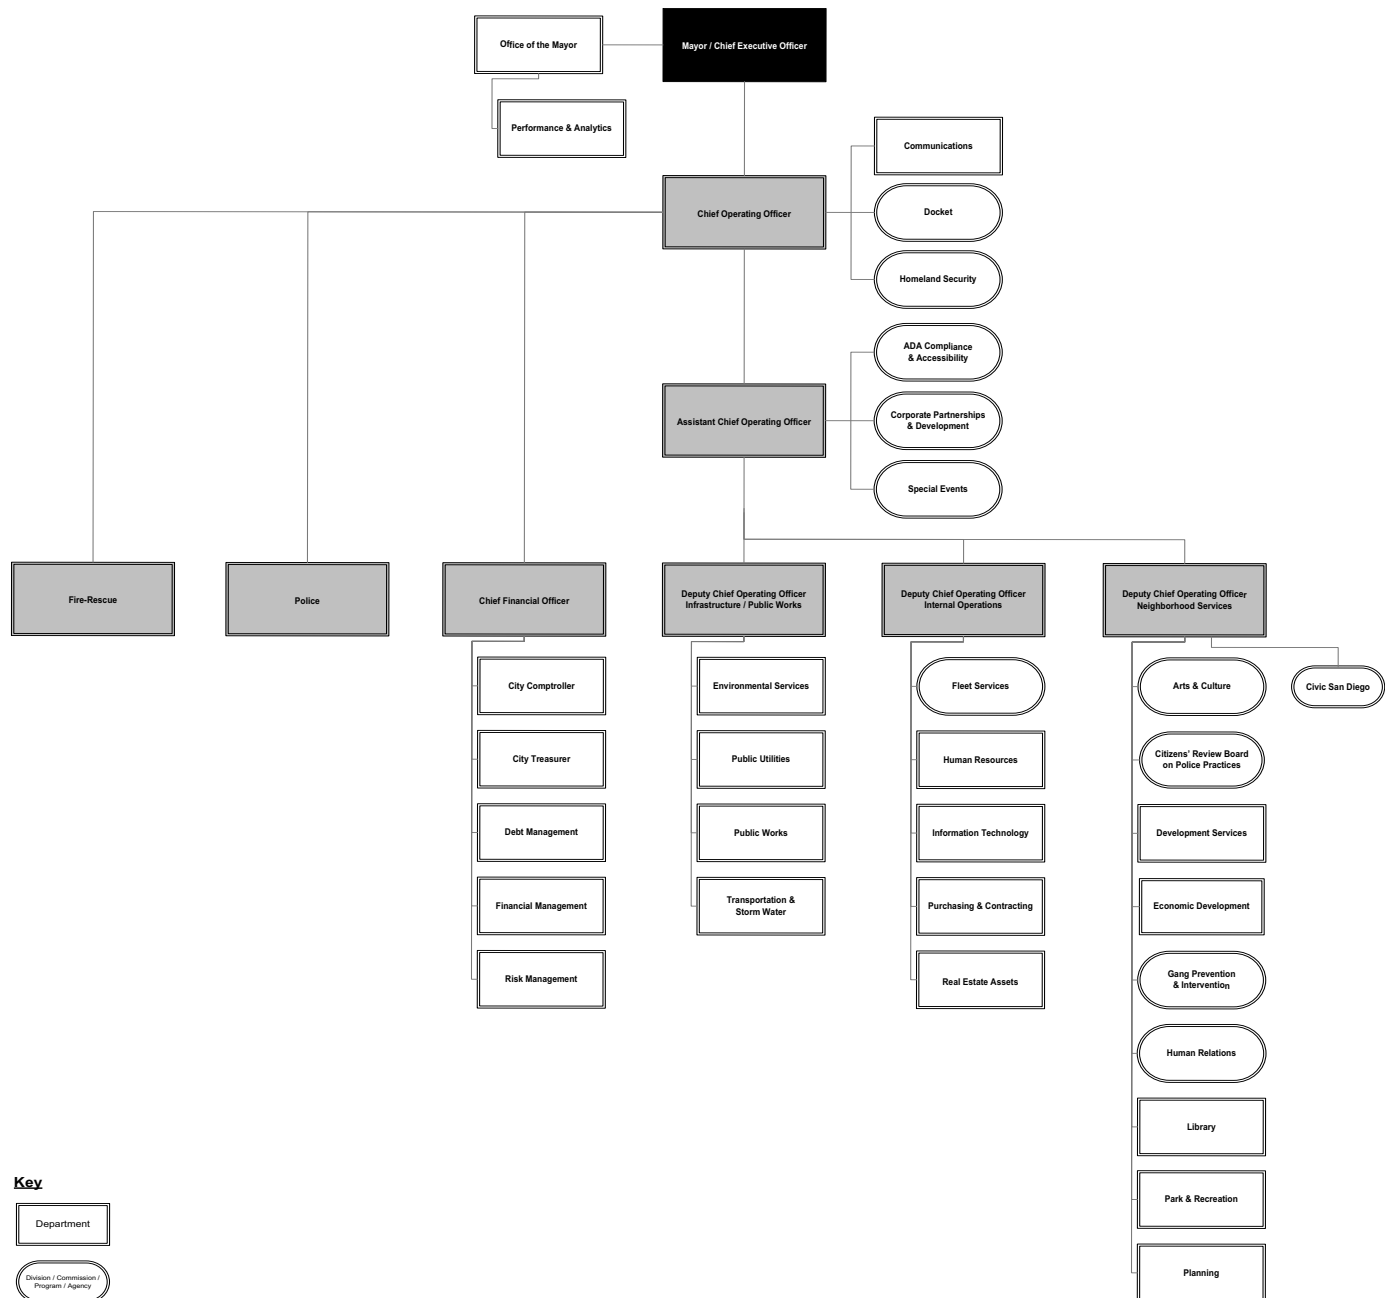 Office of the Mayor
Mayor / Chief Executive Officer
Performance & Analytics
Communications
Chief Operating Officer
Docket
Homeland Security
ADA Compliance
& Accessibility
Assistant Chief Operating Officer
Corporate Partnerships
& Development
Special Events
Fire-Rescue
Police
Chief Financial Officer
Deputy Chief Operating Officer
Infrastructure / Public Works
Deputy Chief Operating Officer
Internal Operations
Deputy Chief Operating Officer
Neighborhood Services
City Comptroller
City Treasurer
Debt Management
Financial Management
Risk Management
Environmental Services
Public Utilities
Public Works
Transportation &
Storm Water
Fleet Services
Human Resources
Information Technology
Purchasing & Contracting
Real Estate Assets
Arts & Culture
Civic San Diego
Citizens' Review Board
on Police Practices
Development Services
Economic Development
Gang Prevention
& Intervention
Human Relations
Library
Park & Recreation
Planning
Key
Department
Division / Commission /
Program / Agency